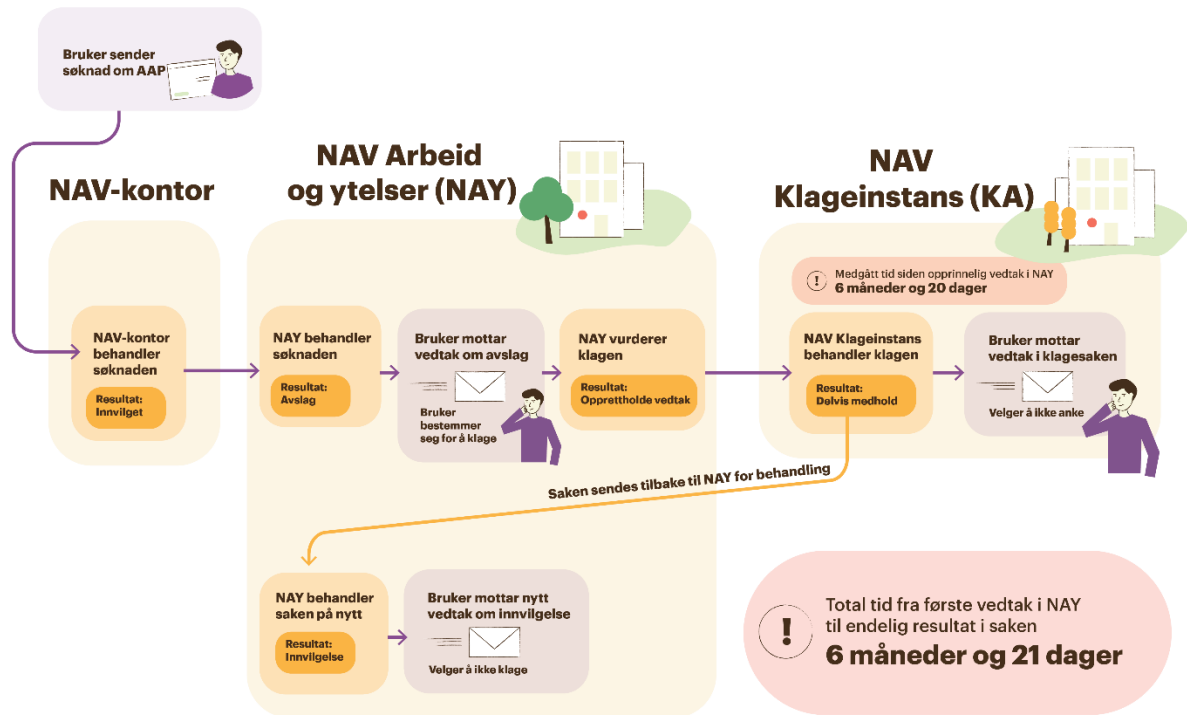 Bruker sender
søknad om AAP
NAV-kontor
NAV Arbeid
og ytelser (NAY)
NAV
Klageinstans (KA)
Medgått tid siden opprinnelig vedtak i NAY
6 måneder og 20 dager
NAV-kontor
behandler
søknaden
Resultat:
Innvilget
NAY behandler
søknaden
Resultat:
Avslag
Bruker mottar
vedtak om avslag
Bruker
bestemmer
seg for å klage
NAY vurderer
klagen
Resultat:
Opprettholde vedtak
NAV Klageinstans
behandler klagen
Resultat:
Delvis medhold
Bruker mottar
vedtak i klagesaken
Velger å ikke anke
Saken sendes tilbake til NAY for behandling
NAY behandler
saken på nytt
Resultat:
Innvilgelse
Bruker mottar nytt
vedtak om innvilgelse
Velger å ikke klage
!
Total tid fra første vedtak i NAY
til endelig resultat i saken
6 måneder og 21 dager